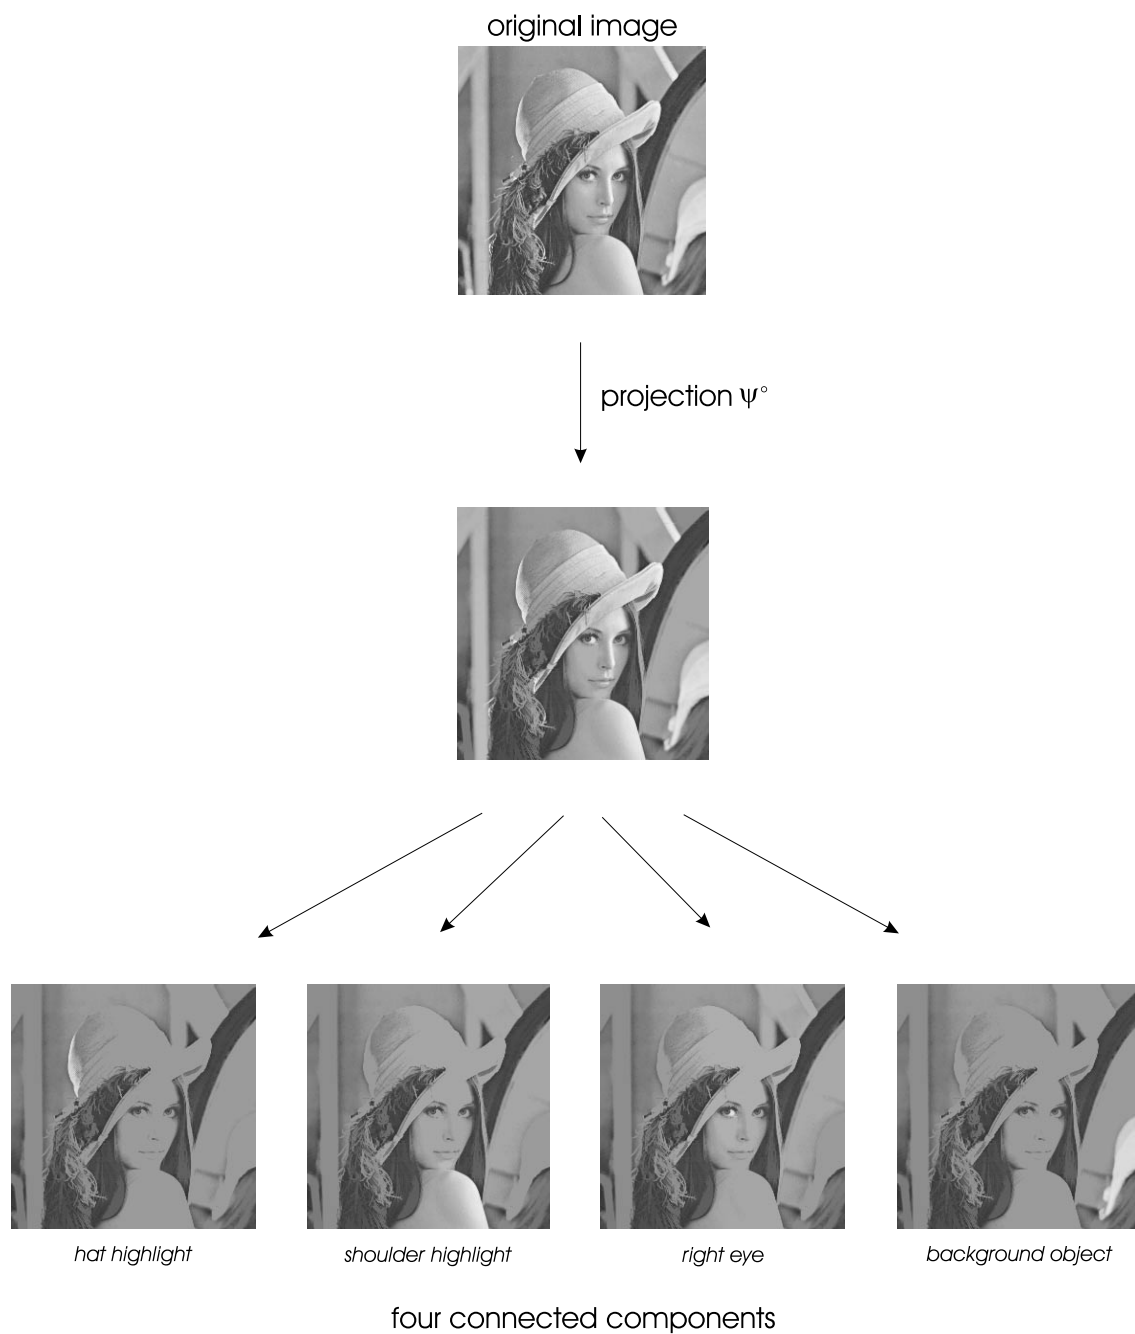 original image
projection ψ°
hat highlight
shoulder highlight
right eye
background object
four connected components